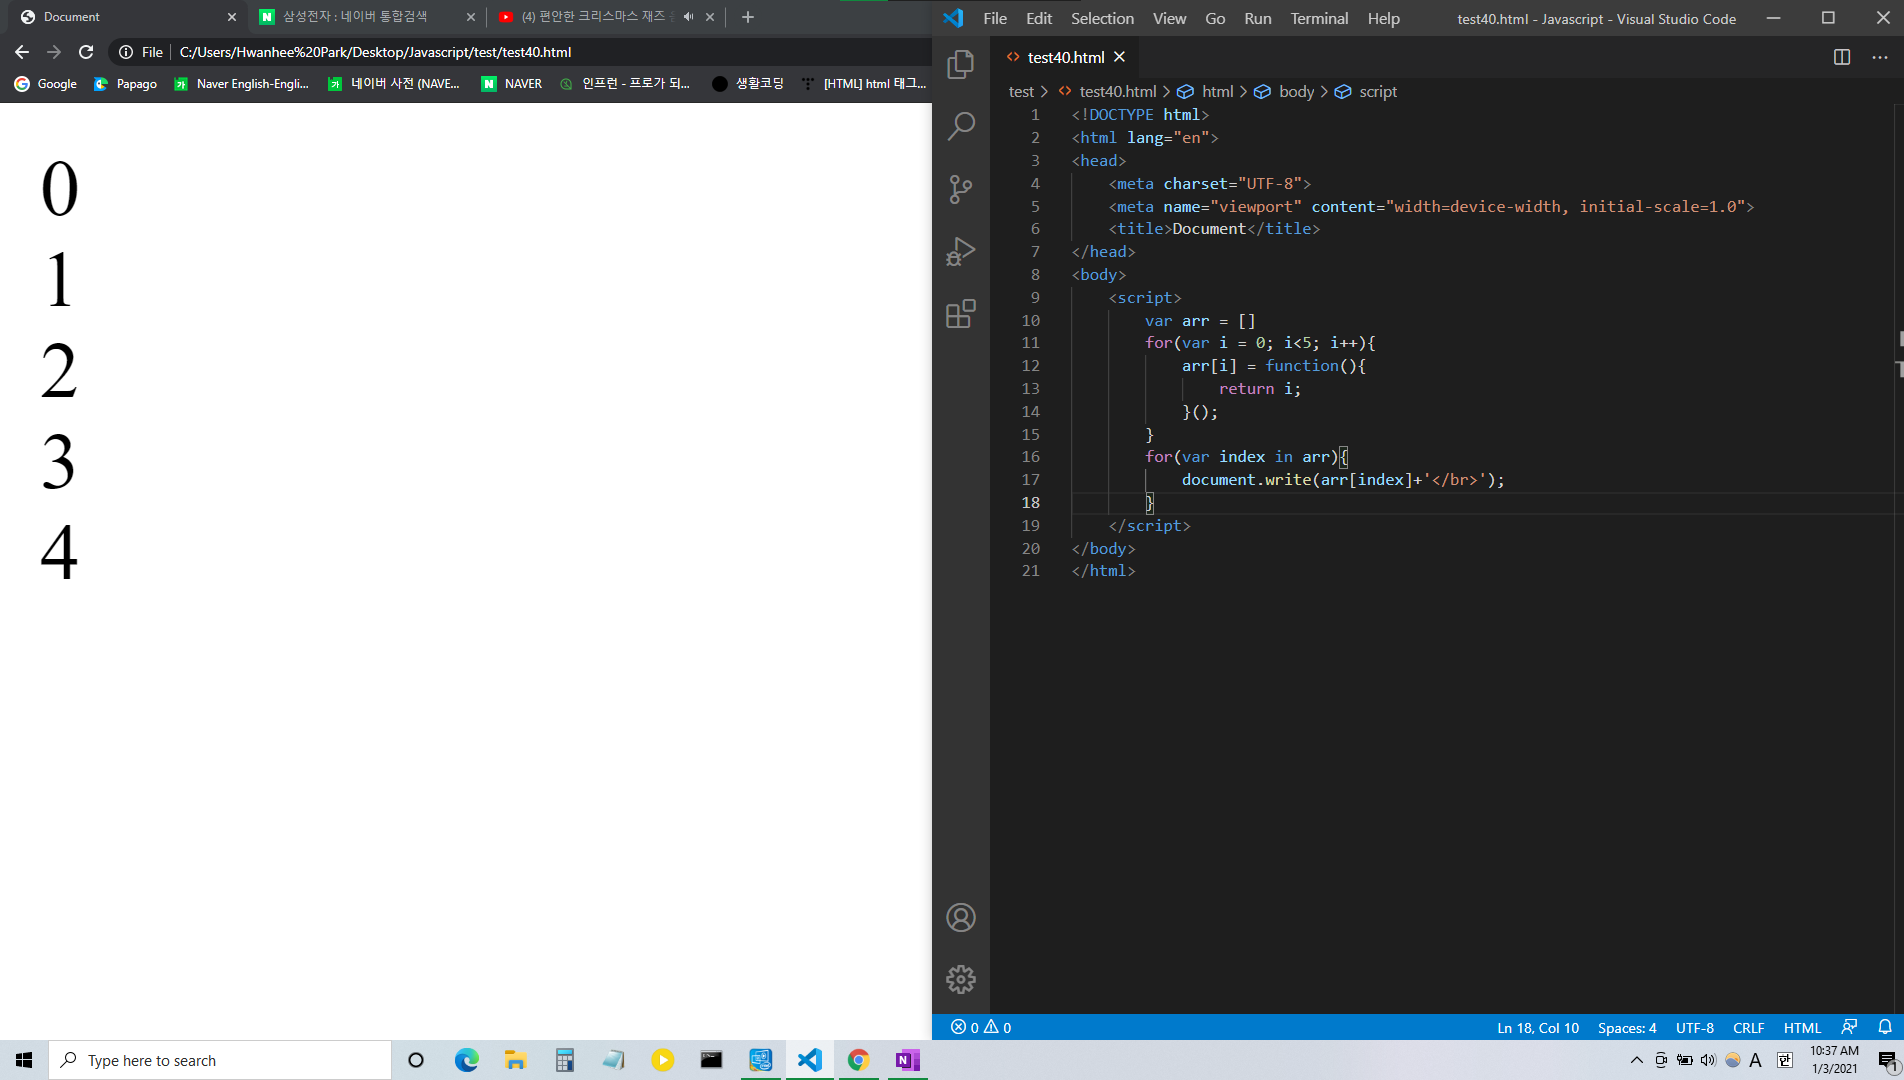 Document
삼성전자 : 네이버 통합검색
(4) 편안한 크리스마스 재즈
File C:/Users/Hwanhee%20Park/Desktop/Javascript/test/test40.html
Google Papago Naver English-Engli... 네이버 사전 (NAVE... NAVER 인프런 - 프로가 되... 생활코딩 [HTML] html 태그...
0
1
2
3
4
File Edit Selection View Go Run Terminal Help test40.html - Javascript - Visual Studio Code
test40.html
test > test40.html > html > body > script
1 <!DOCTYPE html>
2 <html lang="en">
3 <head>
4 <meta charset="UTF-8">
5 <meta name="viewport" content="width=device-width, initial-scale=1.0">
6 <title>Document</title>
7 </head>
8 <body>
9 <script>
10 var arr = []
11 for(var i = 0; i<5; i++){
12 arr[i] = function(){
13 return i;
14 }();
15 }
16 for(var index in arr){
17 document.write(arr[index]+'</br>');
18 }
19 </script>
20 </body>
21 </html>
0 0 Ln 18, Col 10 Spaces: 4 UTF-8 CRLF HTML
Type here to search
A 한 10:37 AM
1/3/2021
1